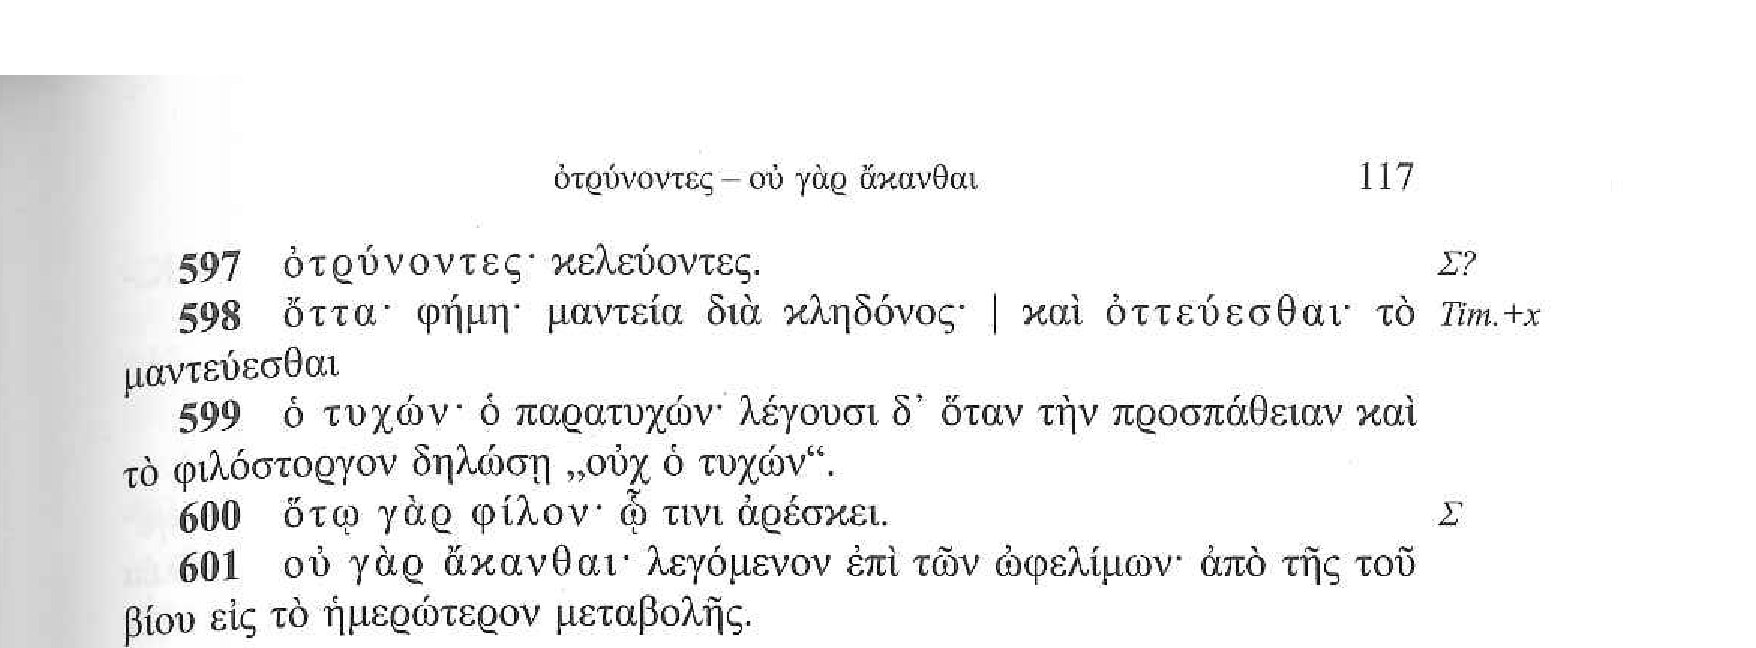 ὀτρύνοντες – οὐ γὰρ ἄκανθαι 117
597 ὀτρύνοντες· κελεύοντες. Σ?
598 ὄττα· φήμη· μαντεία διὰ κληδόνος· | καὶ ὀττεύεσθαι· τὸ Tim.+x
μαντεύεσθαι
599 ὁ τυχών· ὁ παρατυχών· λέγουσι δ’ ὅταν τὴν προσπάθειαν καὶ
τὸ φιλόστοργον δηλώσῃ „οὐχ ὁ τυχών“.
600 ὅτῳ γὰρ φίλον· ᾧ τινι ἀρέσκει. Σ
601 οὐ γὰρ ἄκανθαι· λεγόμενον ἐπὶ τῶν ὠφελίμων· ἀπὸ τῆς τοῦ
βίου εἰς τὸ ἡμερώτερον μεταβολῆς.